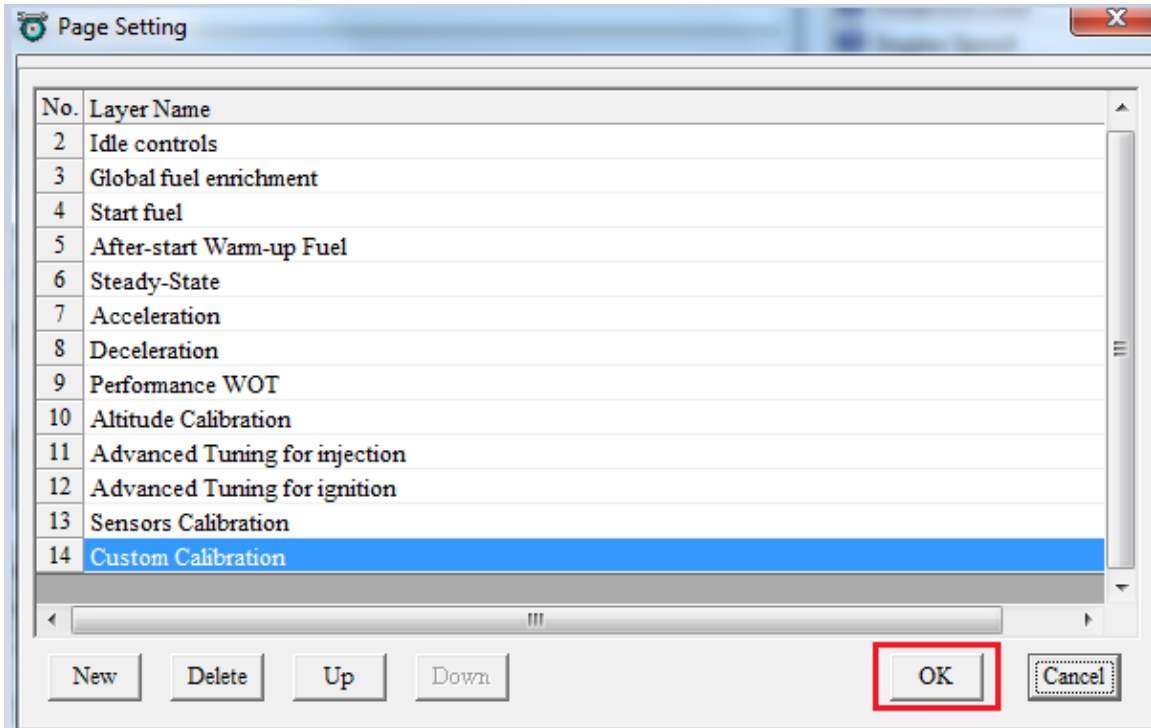 Page Setting
No. Layer Name
2 Idle controls
3 Global fuel enrichment
4 Start fuel
5 After-start Warm-up Fuel
6 Steady-State
7 Acceleration
8 Deceleration
9 Performance WOT
10 Altitude Calibration
11 Advanced Tuning for injection
12 Advanced Tuning for ignition
13 Sensors Calibration
14 Custom Calibration
New Delete Up Down OK Cancel